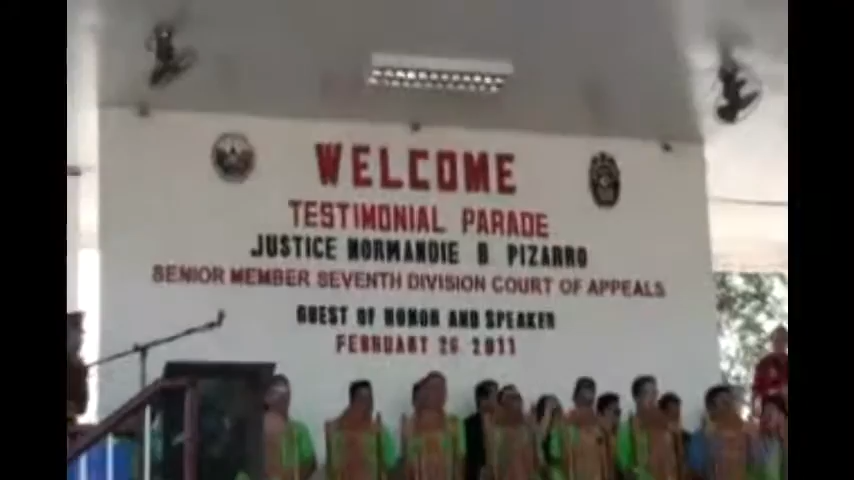 WELCOME
TESTIMONIAL PARADE
JUSTICE NORMANDIE B PIZARRO
SENIOR MEMBER SEVENTH DIVISION COURT OF APPEALS
GUEST OF HONOR AND SPEAKER
FEBRUARY 26, 2011